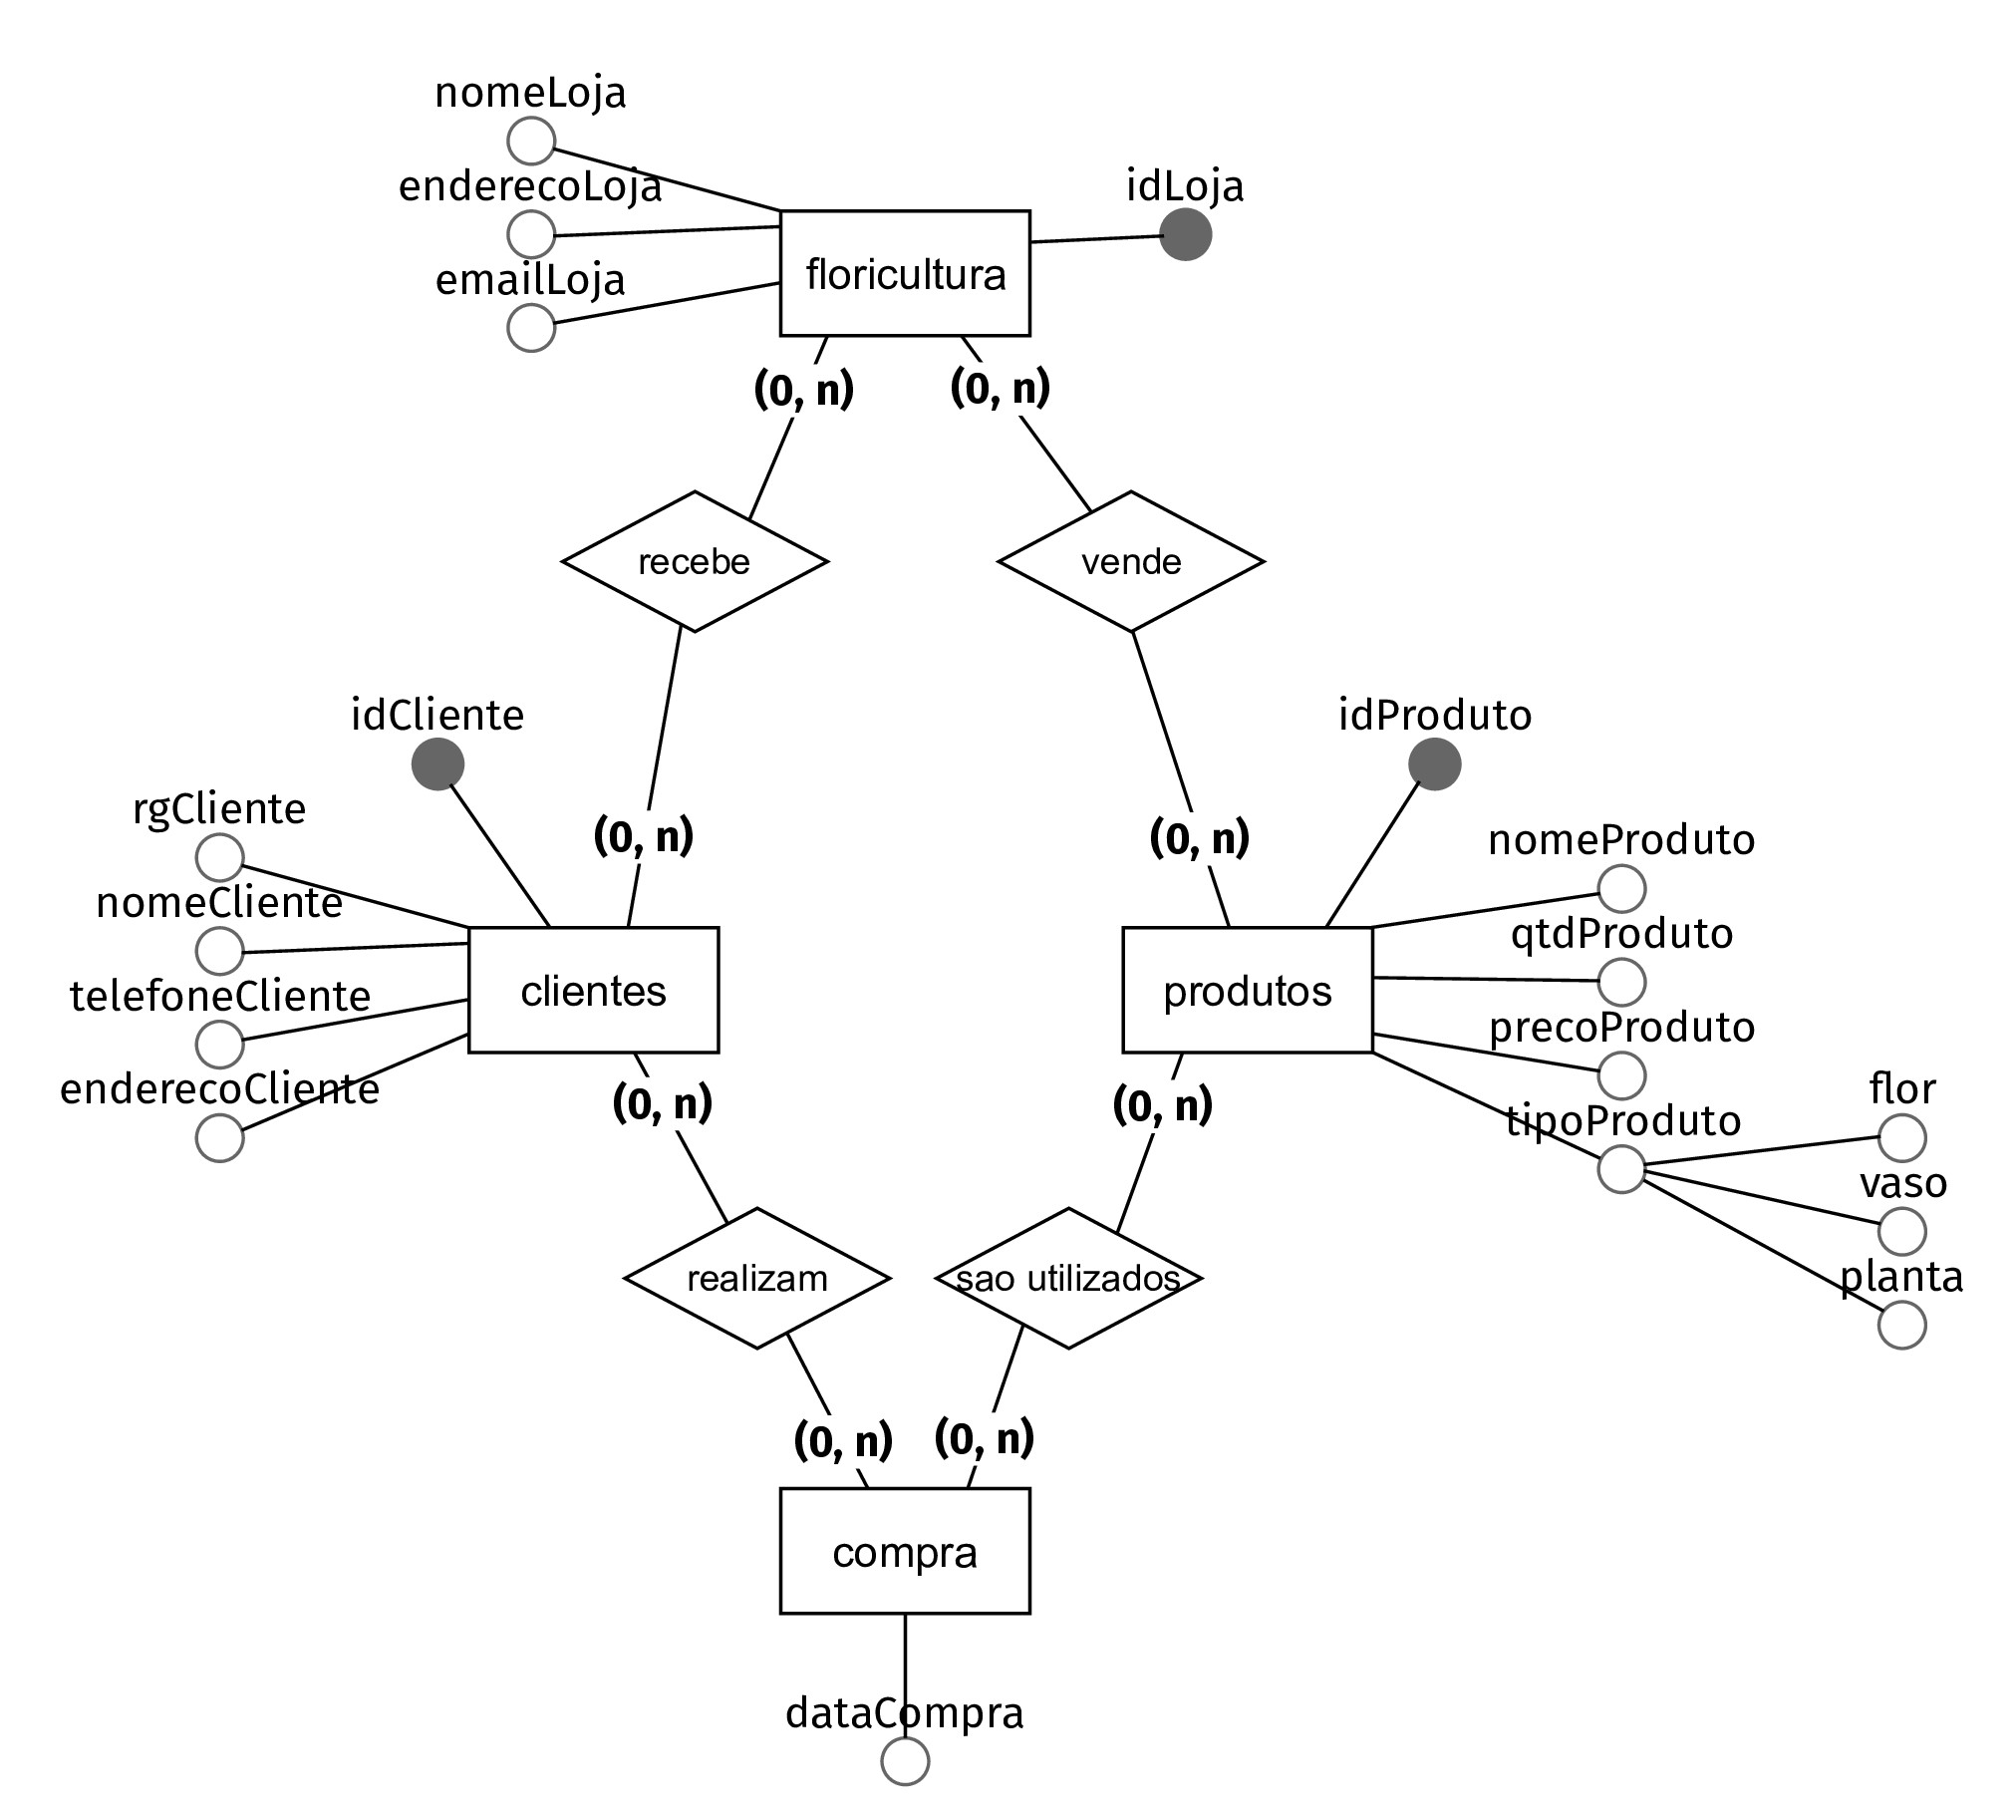 nomeLoja
enderecoLoja
idLoja
emailLoja
floricultura
(0, n)
(0, n)
recebe
vende
idCliente
idProduto
rgCliente
(0, n)
(0, n)
nomeProduto
nomeCliente
qtdProduto
telefoneCliente
clientes
produtos
precoProduto
enderecoCliente
(0, n)
(0, n)
flor
tipoProduto
vaso
realizam
sao utilizados
planta
(0, n)
(0, n)
compra
dataCompra